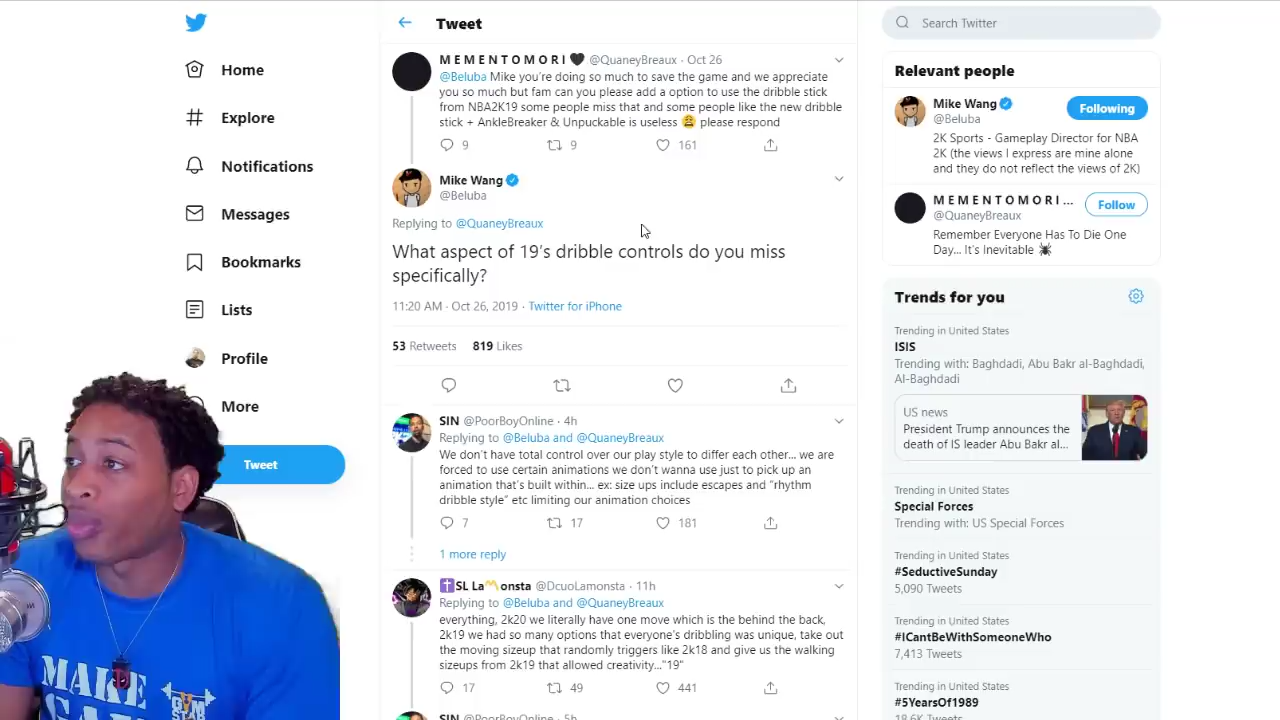 Home
Explore
Notifications
Messages
Bookmarks
Lists
Profile
More
Tweet
Tweet
M E M E N T O M O R I 🖤 @QuaneyBreaux · Oct 26
@Beluba Mike you're doing so much to save the game and we appreciate
you so much but fam can you please add a option to use the dribble stick
from NBA2K19 some people miss that and some people like the new dribble
stick + AnkleBreaker & Unpuckable is useless 😩 please respond
9 9 161
Mike Wang
@Beluba
Replying to @QuaneyBreaux
What aspect of 19's dribble controls do you miss
specifically?
11:20 AM · Oct 26, 2019 · Twitter for iPhone
53 Retweets 819 Likes
SIN @PoorBoyOnline · 4h
Replying to @Beluba and @QuaneyBreaux
We don't have total control over our play style to differ each other... we are
forced to use certain animations we don't wanna use just to pick up an
animation that's built within... ex: size ups include escapes and "rhythm
dribble style" etc limiting our animation choices
7 17 181
1 more reply
✝️SL La〽️onsta @DcuoLamonsta · 11h
Replying to @Beluba and @QuaneyBreaux
everything, 2k20 we literally have one move which is the behind the back,
2k19 we had so many options that everyone's dribbling was unique, take out
the moving sizeup that randomly triggers like 2k18 and give us the walking
sizeups from 2k19 that allowed creativity..."19"
17 49 441
SIN @PoorBoyOnline · 5h
Search Twitter
Relevant people
Mike Wang
@Beluba
Following
2K Sports - Gameplay Director for NBA
2K (the views I express are mine alone
and they do not reflect the views of 2K)
M E M E N T O M O R I ...
@QuaneyBreaux
Follow
Remember Everyone Has To Die One
Day... It's Inevitable 🕷
Trends for you
Trending in United States
ISIS
Trending with: Baghdadi, Abu Bakr al-Baghdadi,
Al-Baghdadi
US news
President Trump announces the
death of IS leader Abu Bakr al...
Trending in United States
Special Forces
Trending with: US Special Forces
Trending in United States
#SeductiveSunday
5,090 Tweets
Trending in United States
#ICantBeWithSomeoneWho
7,413 Tweets
Trending in United States
#5YearsOf1989
18.6K Tweets
MAKE